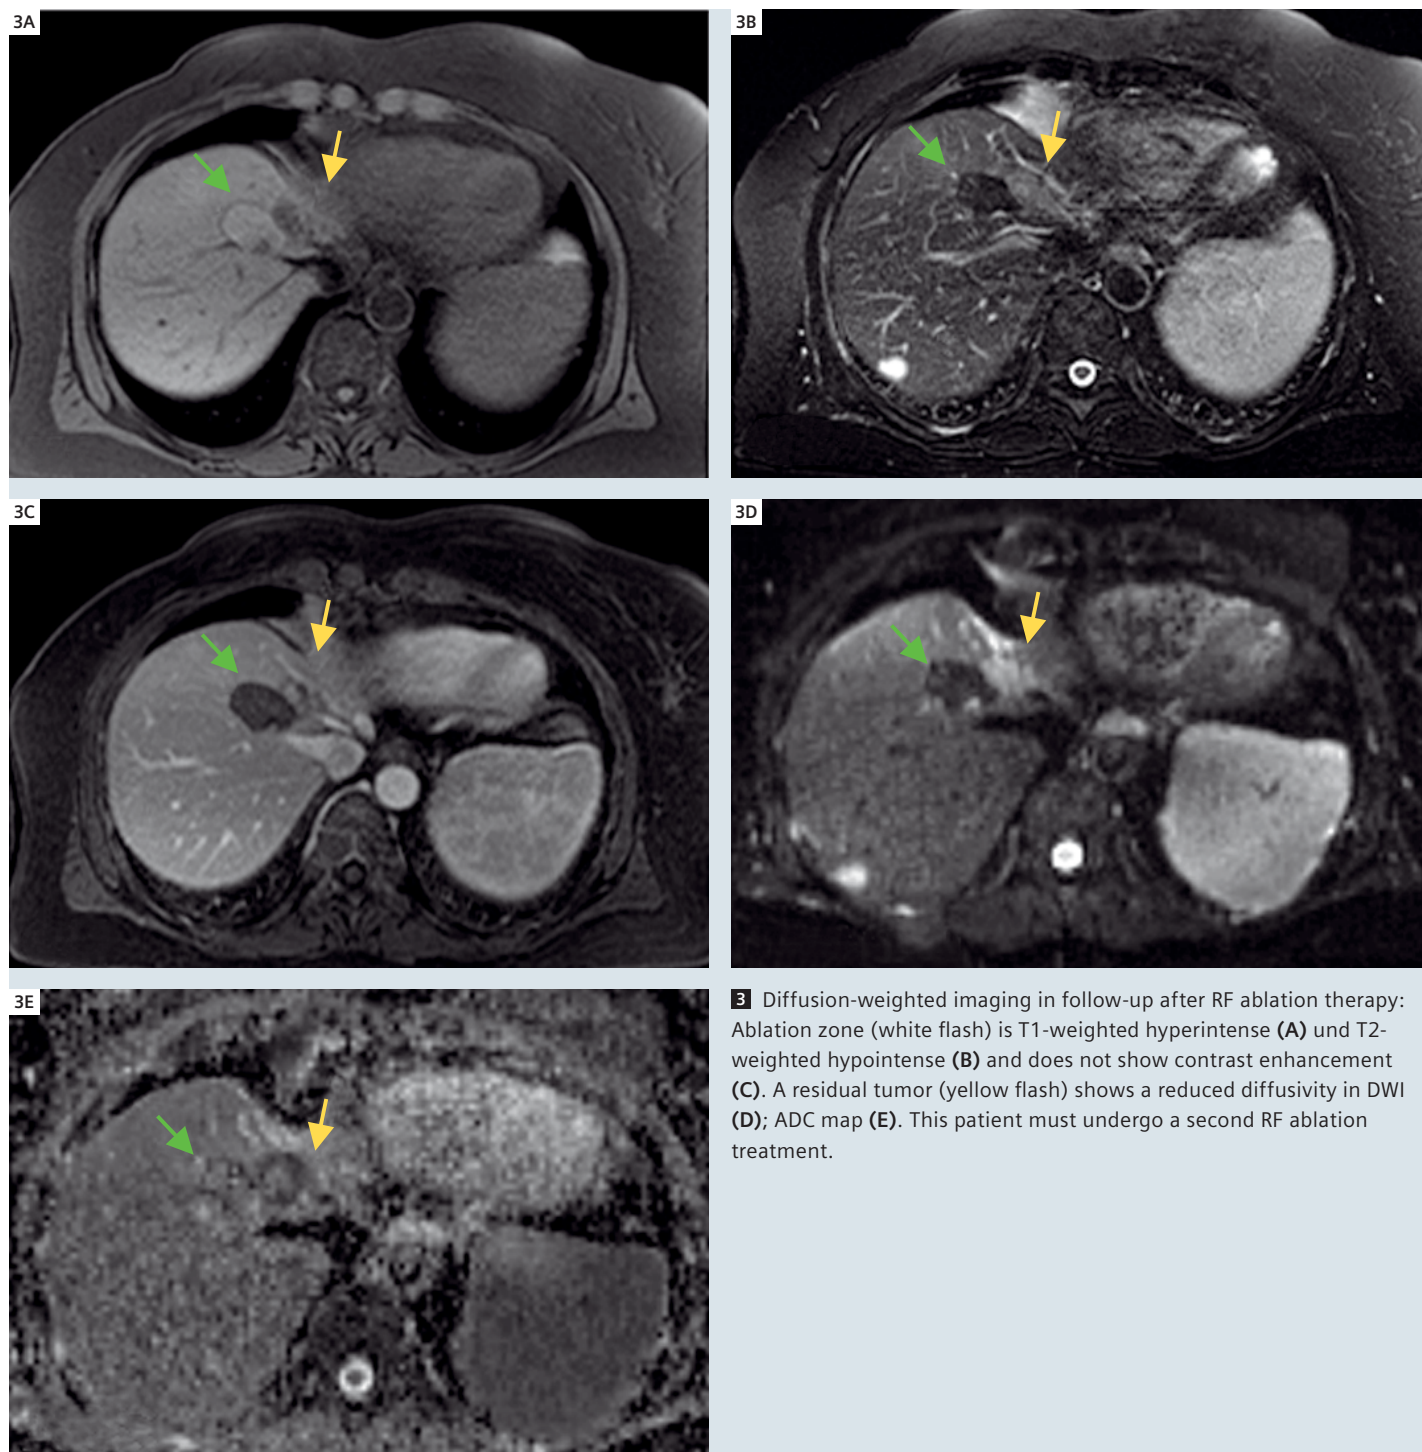 3A
3B
3C
3D
3E
3 Diffusion-weighted imaging in follow-up after RF ablation therapy:
Ablation zone (white flash) is T1-weighted hyperintense (A) und T2-
weighted hypointense (B) and does not show contrast enhancement
(C). A residual tumor (yellow flash) shows a reduced diffusivity in DWI
(D); ADC map (E). This patient must undergo a second RF ablation
treatment.